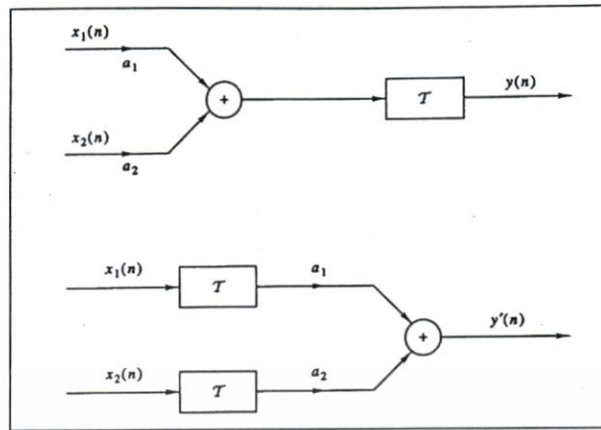 x₁(n)
a₁
+
𝒯
y(n)
x₂(n)
a₂
x₁(n)
𝒯
a₁
+
y′(n)
x₂(n)
𝒯
a₂